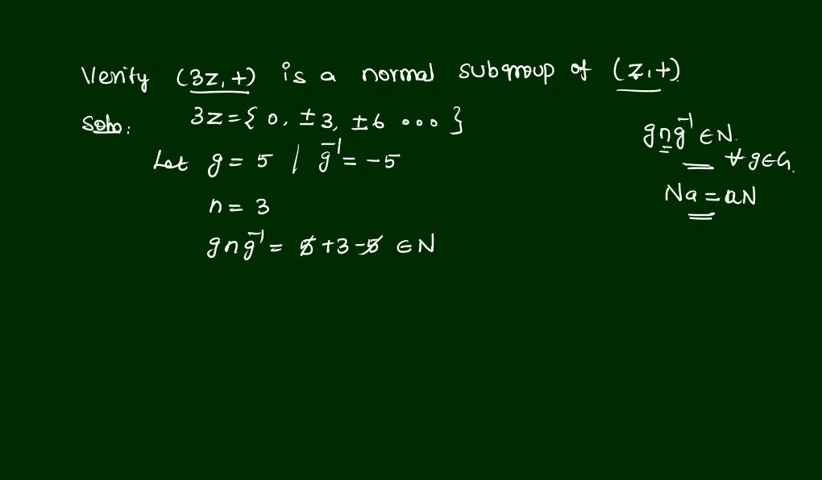 Verify (3z,+) is a normal subgroup of (z,+)
Soln: 3z={ 0, ±3, ±6 ∘∘∘ }
Let g = 5 / g⁻¹ = -5
n = 3
gng⁻¹ = 5 +3 -5 ∈ N
gng⁻¹ ∈ N.
∀ g∈G.
Na = aN